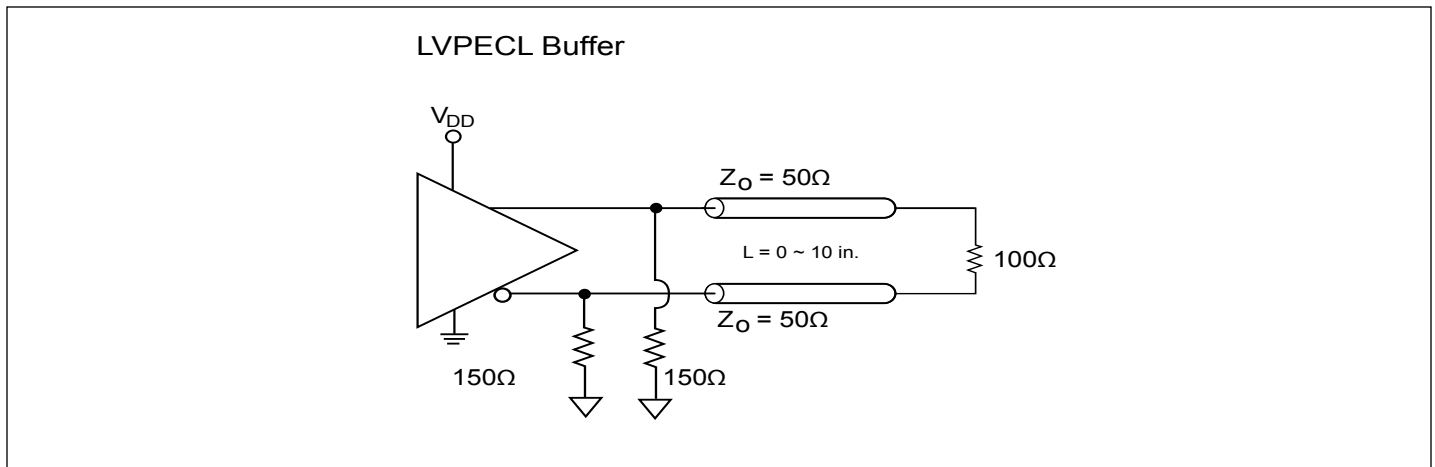 LVPECL Buffer
VDD
Zo = 50Ω
L = 0 ~ 10 in.
100Ω
Zo = 50Ω
150Ω
150Ω